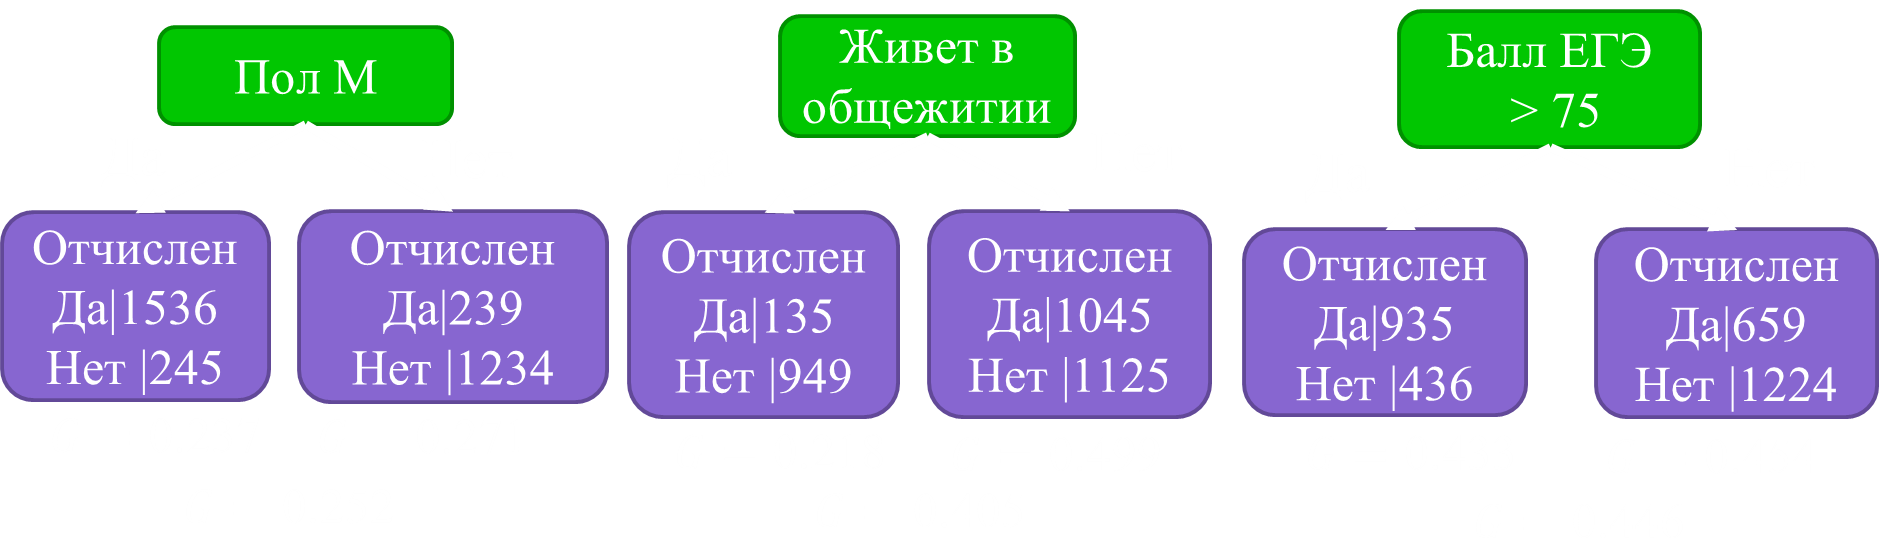 Пол М
Живет в
общежитии
Балл ЕГЭ
> 75
Отчислен
Да|1536
Нет |245
Отчислен
Да|239
Нет |1234
Отчислен
Да|135
Нет |949
Отчислен
Да|1045
Нет |1125
Отчислен
Да|935
Нет |436
Отчислен
Да|659
Нет |1224